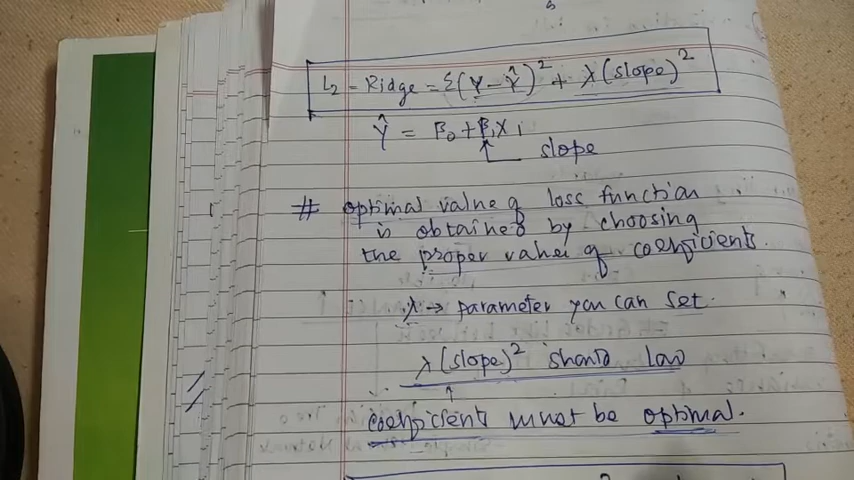 L₂ - Ridge = Σ(Y - Ŷ)² + λ(slope)²
Ŷ = β₀ + β₁X₁
slope
# optimal value of loss function
is obtained by choosing
the proper value of coefficients.
λ → parameter you can set.
λ(slope)² should low
coefficient must be optimal.